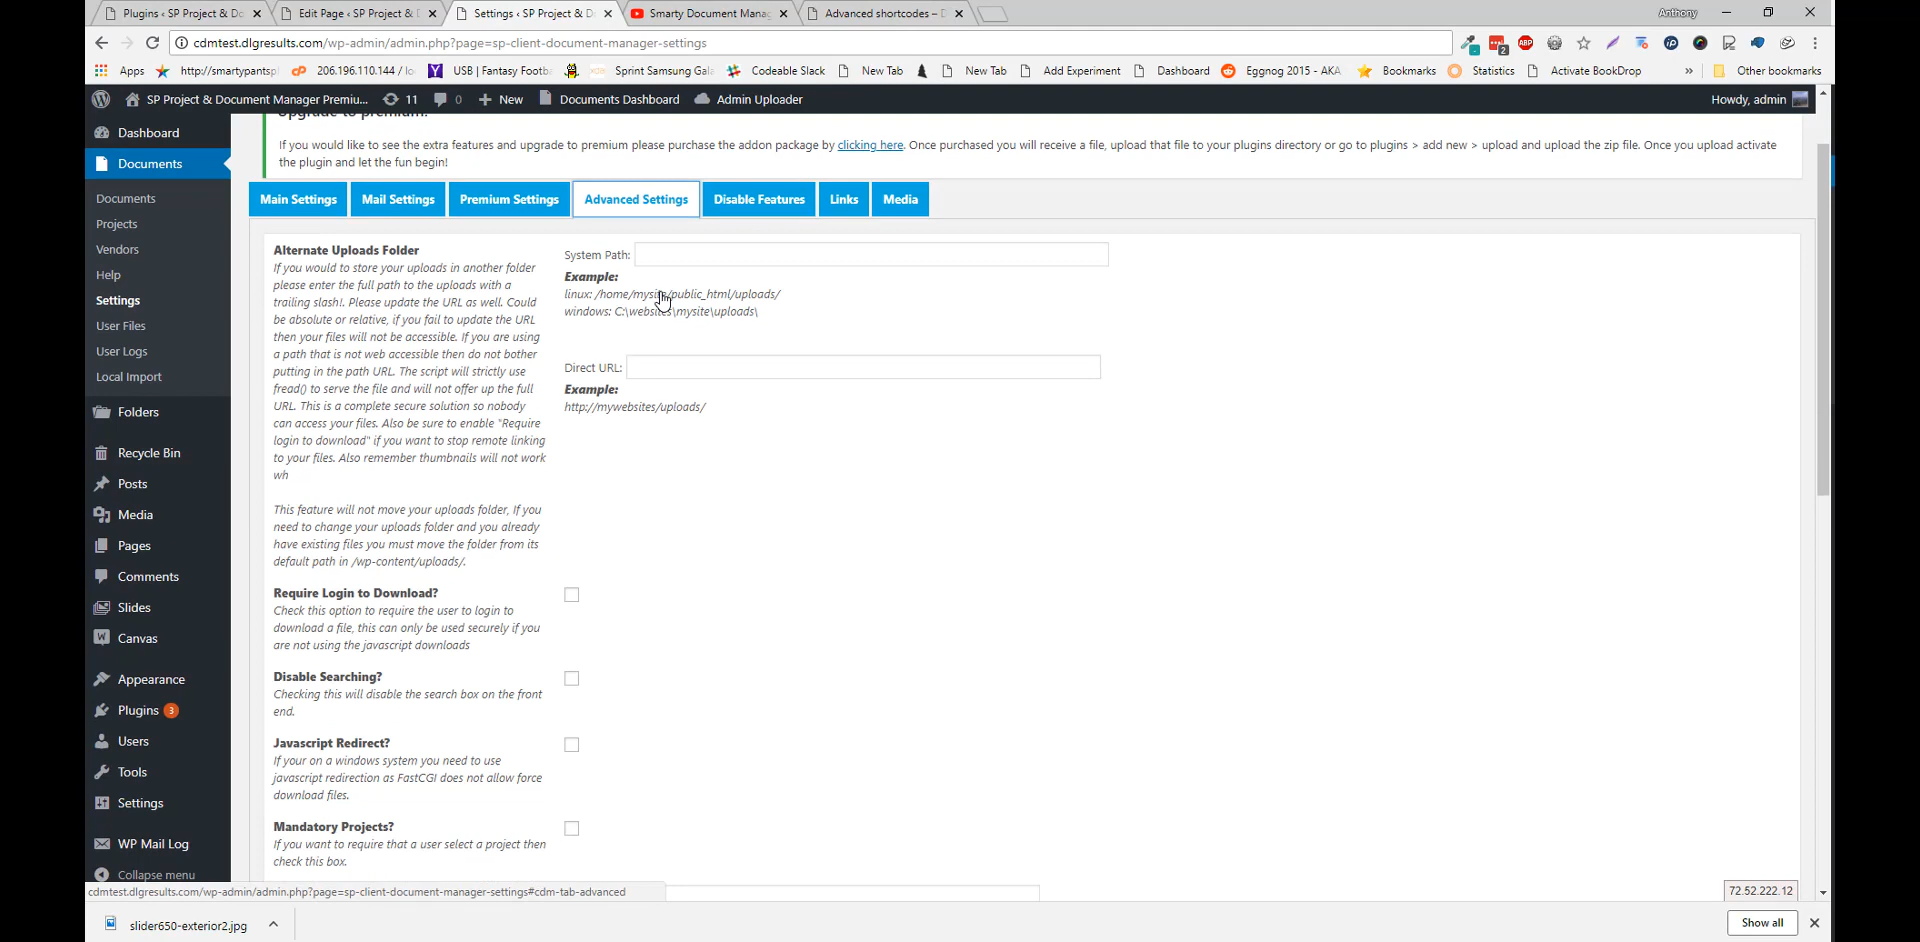 Plugins ‹ SP Project & Do
Edit Page ‹ SP Project & D
Settings ‹ SP Project & Do
Smarty Document Mana
Advanced shortcodes – D
Anthony
cdmtest.dlgresults.com/wp-admin/admin.php?page=sp-client-document-manager-settings
2
ABP
Apps
http://smartypantsp
206.196.110.144 / lo
USB | Fantasy Footb
Sprint Samsung Gal
Codeable Slack
New Tab
New Tab
Add Experiment
Dashboard
Eggnog 2015 - AKA
Bookmarks
Statistics
Activate BookDrop
»
Other bookmarks
SP Project & Document Manager Premiu...
11
0
New
Documents Dashboard
Admin Uploader
Howdy, admin
Dashboard
Documents
Documents
Projects
Vendors
Help
Settings
User Files
User Logs
Local Import
Folders
Recycle Bin
Posts
Media
Pages
Comments
Slides
Canvas
Appearance
Plugins 3
Users
Tools
Settings
WP Mail Log
Collapse menu
Upgrade to premium!
If you would like to see the extra features and upgrade to premium please purchase the addon package by clicking here. Once purchased you will receive a file, upload that file to your plugins directory or go to plugins > add new > upload and upload the zip file. Once you upload activate
the plugin and let the fun begin!
Main Settings
Mail Settings
Premium Settings
Advanced Settings
Disable Features
Links
Media
Alternate Uploads Folder
If you would to store your uploads in another folder
please enter the full path to the uploads with a
trailing slash!. Please update the URL as well. Could
be absolute or relative, if you fail to update the URL
then your files will not be accessible. If you are using
a path that is not web accessible then do not bother
putting in the path URL. The script will strictly use
fread() to serve the file and will not offer up the full
URL. This is a complete secure solution so nobody
can access your files. Also be sure to enable "Require
login to download" if you want to stop remote linking
to your files. Also remember thumbnails will not work
wh
This feature will not move your uploads folder, If you
need to change your uploads folder and you already
have existing files you must move the folder from its
default path in /wp-content/uploads/.
System Path:
Example:
linux: /home/mysite/public_html/uploads/
windows: C:\websites\mysite\uploads\
Direct URL:
Example:
http://mywebsites/uploads/
Require Login to Download?
Check this option to require the user to login to
download a file, this can only be used securely if you
are not using the javascript downloads
Disable Searching?
Checking this will disable the search box on the front
end.
Javascript Redirect?
If your on a windows system you need to use
javascript redirection as FastCGI does not allow force
download files.
Mandatory Projects?
If you want to require that a user select a project then
check this box.
cdmtest.dlgresults.com/wp-admin/admin.php?page=sp-client-document-manager-settings#cdm-tab-advanced
72.52.222.12
slider650-exterior2.jpg
Show all